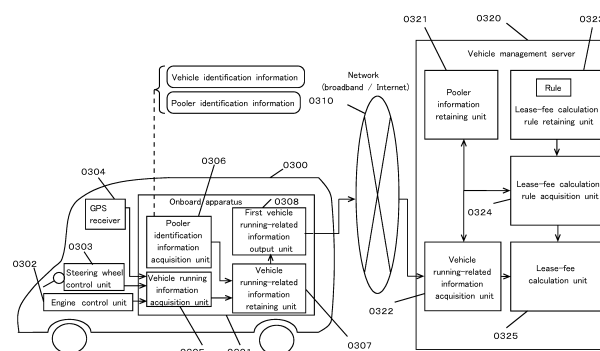 0321
0320
Vehicle management server
Network
(broadband / Internet)
0310
Vehicle identification information
Pooler identification information
Pooler
information
retaining unit
Rule
Lease-fee calculation
rule retaining unit
0304
0306
0300
Onboard apparatus
0308
GPS
receiver
Pooler
identification
information
acquisition unit
First vehicle
running-related
information
output unit
Lease-fee calculation
rule acquisition unit
0324
0303
0302
Steering wheel
control unit
Engine control unit
Vehicle running
information
acquisition unit
Vehicle
running-related
information
retaining unit
Vehicle
running-related
information
acquisition unit
Lease-fee
calculation unit
0322
0325
0307